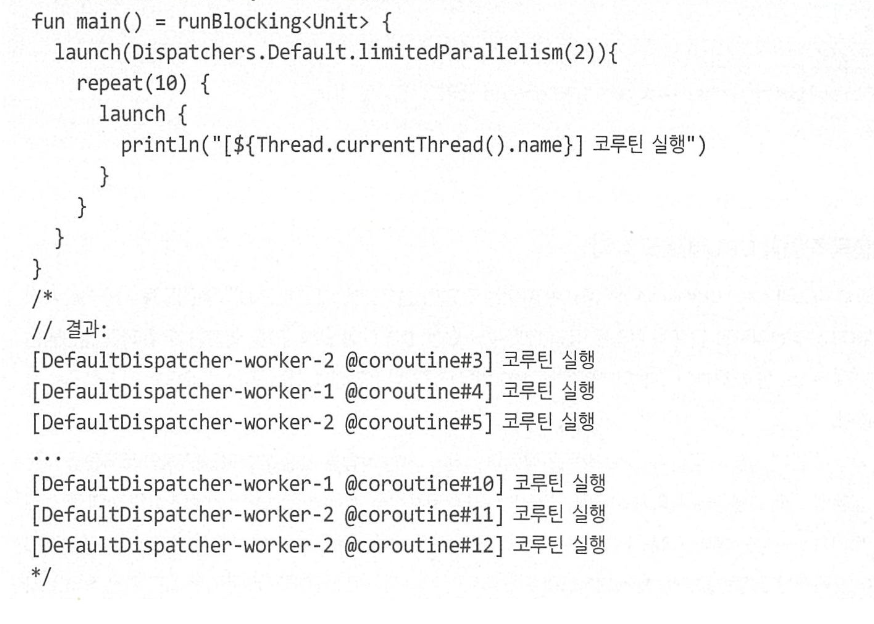 fun main() = runBlocking<Unit> {
  launch(Dispatchers.Default.limitedParallelism(2)){
    repeat(10) {
      launch {
        println("[${Thread.currentThread().name}] 코루틴 실행")
      }
    }
  }
}
/*
// 결과:
[DefaultDispatcher-worker-2 @coroutine#3] 코루틴 실행
[DefaultDispatcher-worker-1 @coroutine#4] 코루틴 실행
[DefaultDispatcher-worker-2 @coroutine#5] 코루틴 실행
...
[DefaultDispatcher-worker-1 @coroutine#10] 코루틴 실행
[DefaultDispatcher-worker-2 @coroutine#11] 코루틴 실행
[DefaultDispatcher-worker-2 @coroutine#12] 코루틴 실행
*/